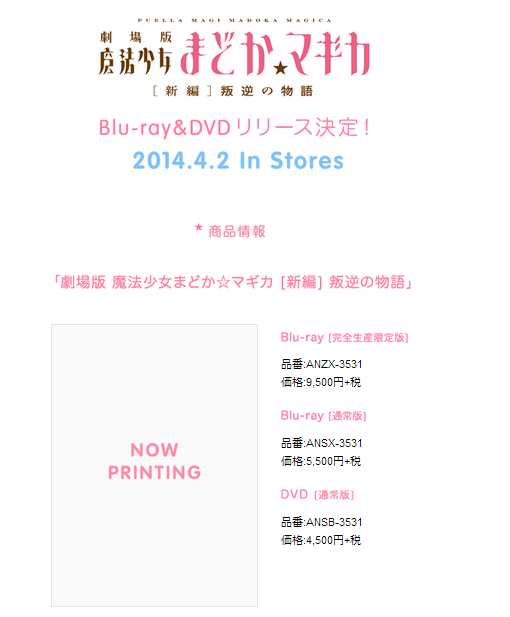 PUELLA MAGI MADOKA MAGICA
劇場版
魔法少女まどか★マギカ
［新編］叛逆の物語
Blu-ray&DVDリリース決定！
2014.4.2 In Stores
★ 商品情報
「劇場版 魔法少女まどか☆マギカ [新編] 叛逆の物語」
NOW
PRINTING
Blu-ray [完全生産限定版]
品番:ANZX-3531
価格:9,500円+税
Blu-ray [通常版]
品番:ANSX-3531
価格:5,500円+税
DVD [通常版]
品番:ANSB-3531
価格:4,500円+税